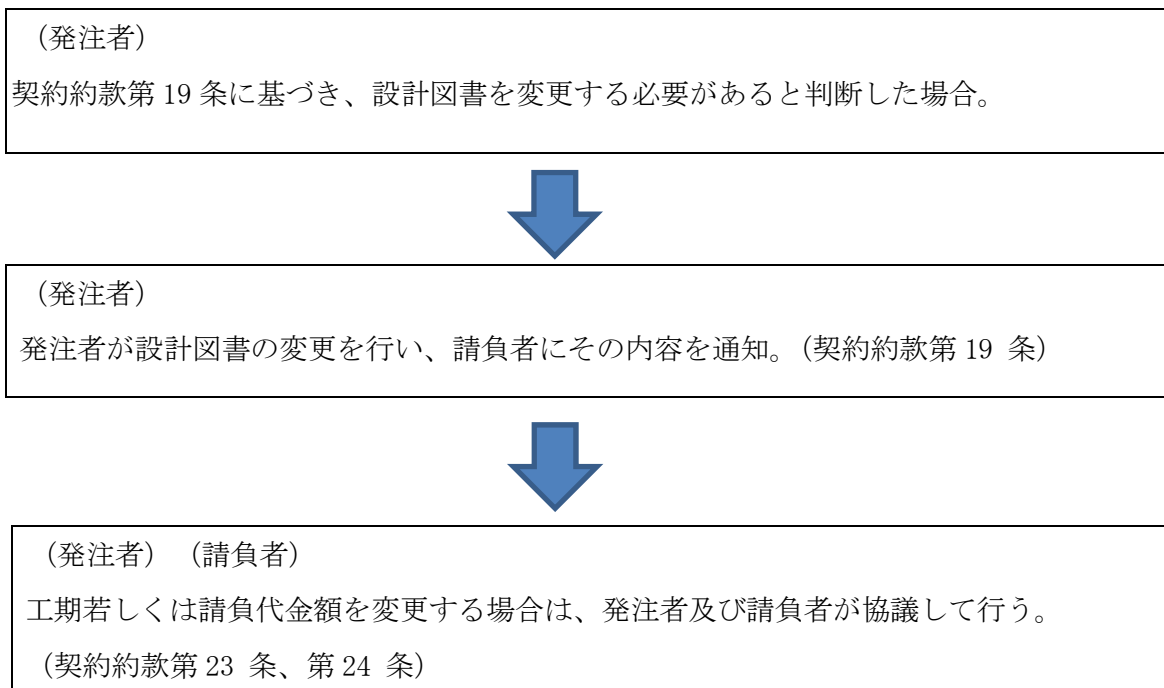 （発注者）
契約約款第 19 条に基づき、設計図書を変更する必要があると判断した場合。
（発注者）
発注者が設計図書の変更を行い、請負者にその内容を通知。（契約約款第 19 条）
（発注者）（請負者）
工期若しくは請負代金額を変更する場合は、発注者及び請負者が協議して行う。
（契約約款第 23 条、第 24 条）